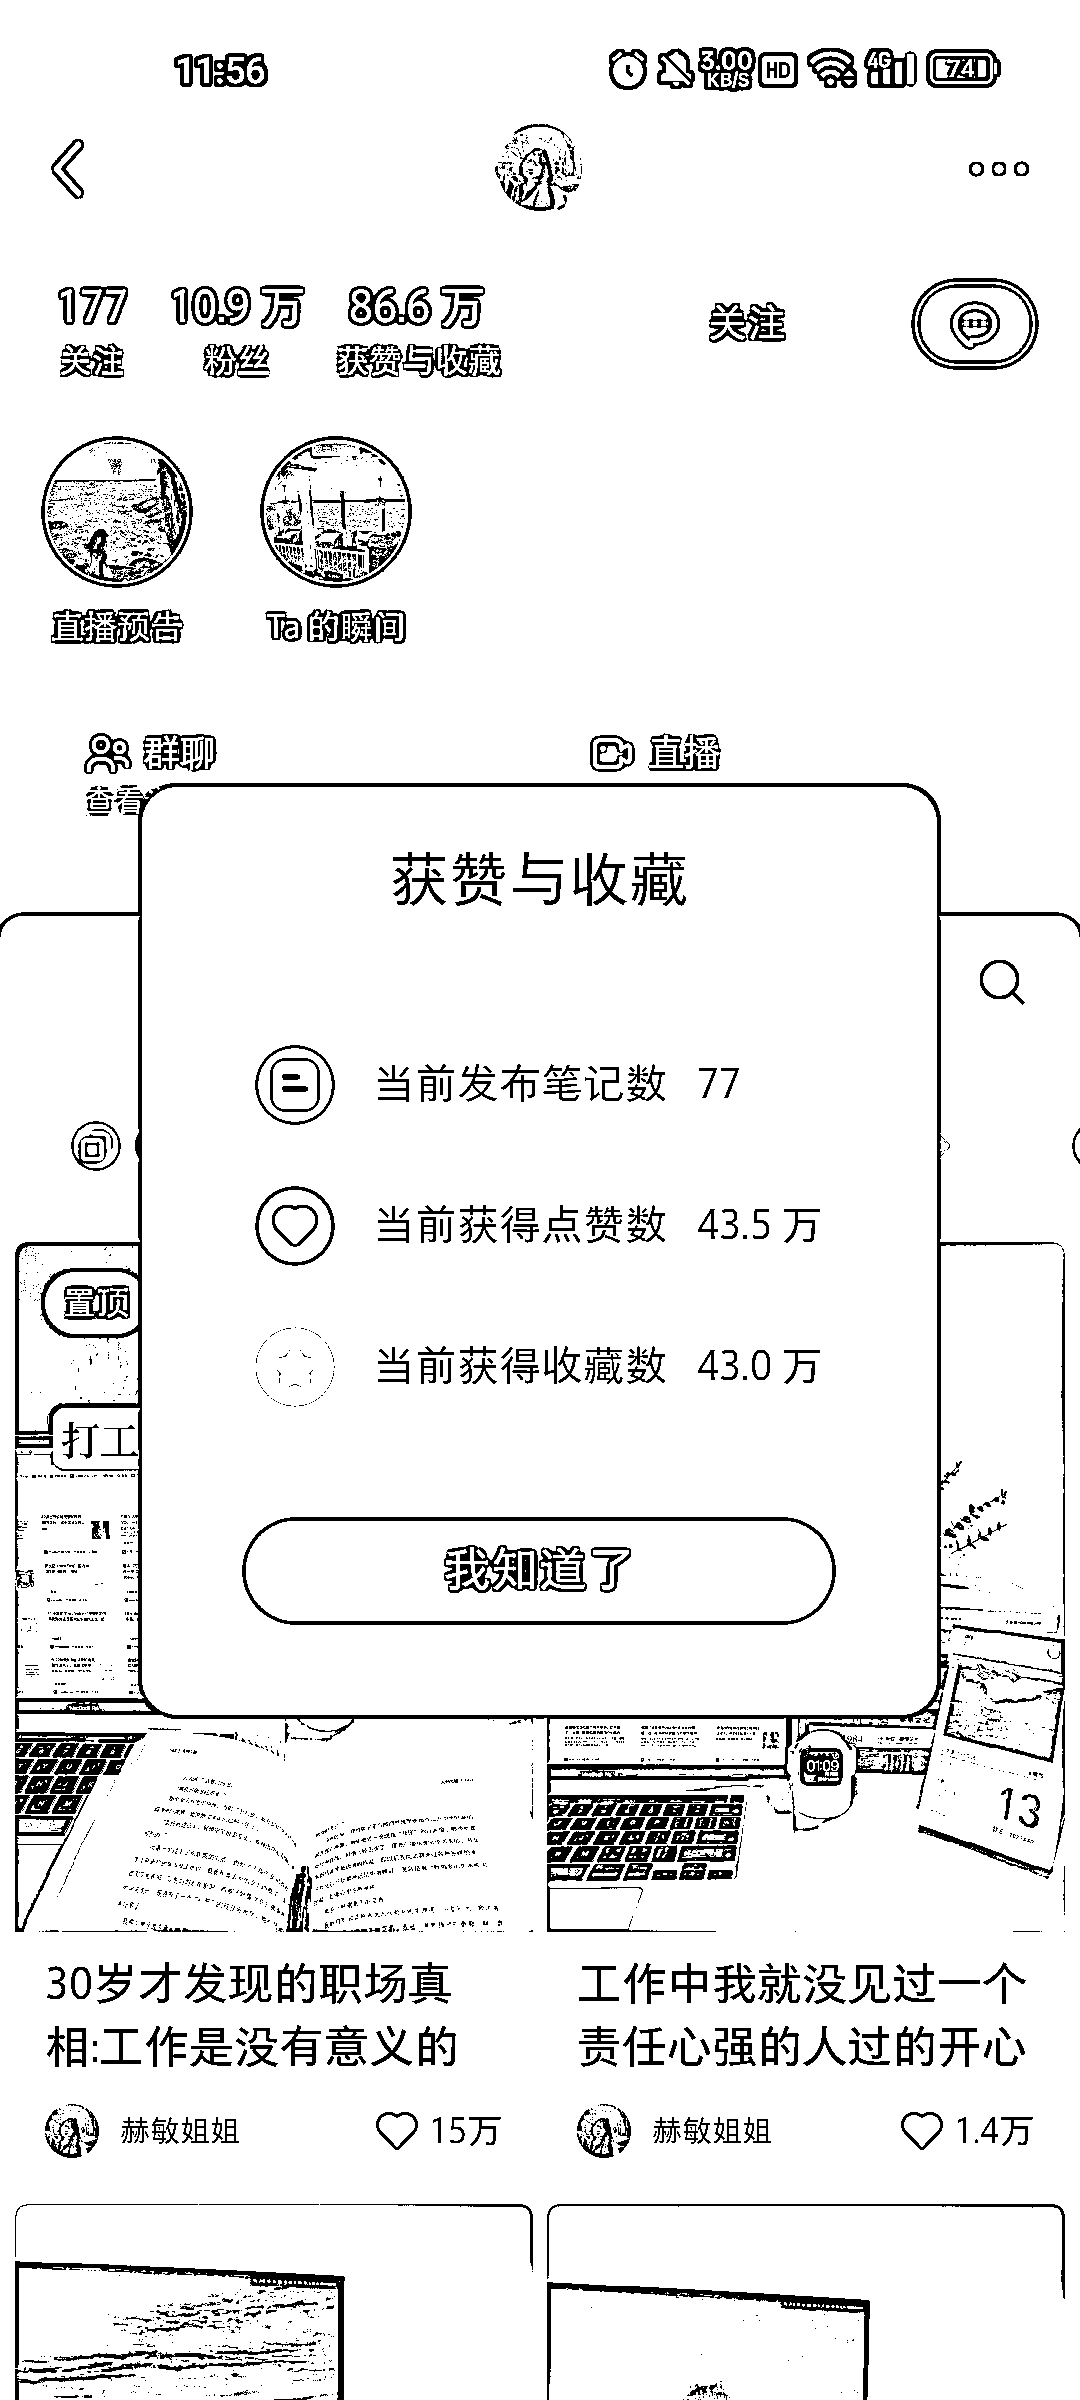 11:56
3.00 KB/S HD 4G 74
177 10.9 万 86.6 万
关注 粉丝 获赞与收藏
关注
直播预告 Ta 的瞬间
群聊 直播
查看
获赞与收藏
当前发布笔记数 77
当前获得点赞数 43.5 万
当前获得收藏数 43.0 万
我知道了
置顶
打工
01:09
13
30岁才发现的职场真
相:工作是没有意义的
赫敏姐姐 15万
工作中我就没见过一个
责任心强的人过的开心
赫敏姐姐 1.4万